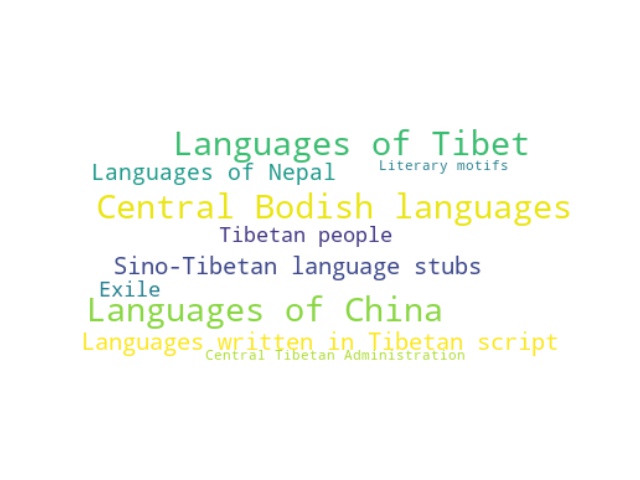 Languages of Tibet
Literary motifs
Languages of Nepal
Central Bodish languages
Tibetan people
Sino-Tibetan language stubs
Exile
Languages of China
Languages written in Tibetan script
Central Tibetan Administration